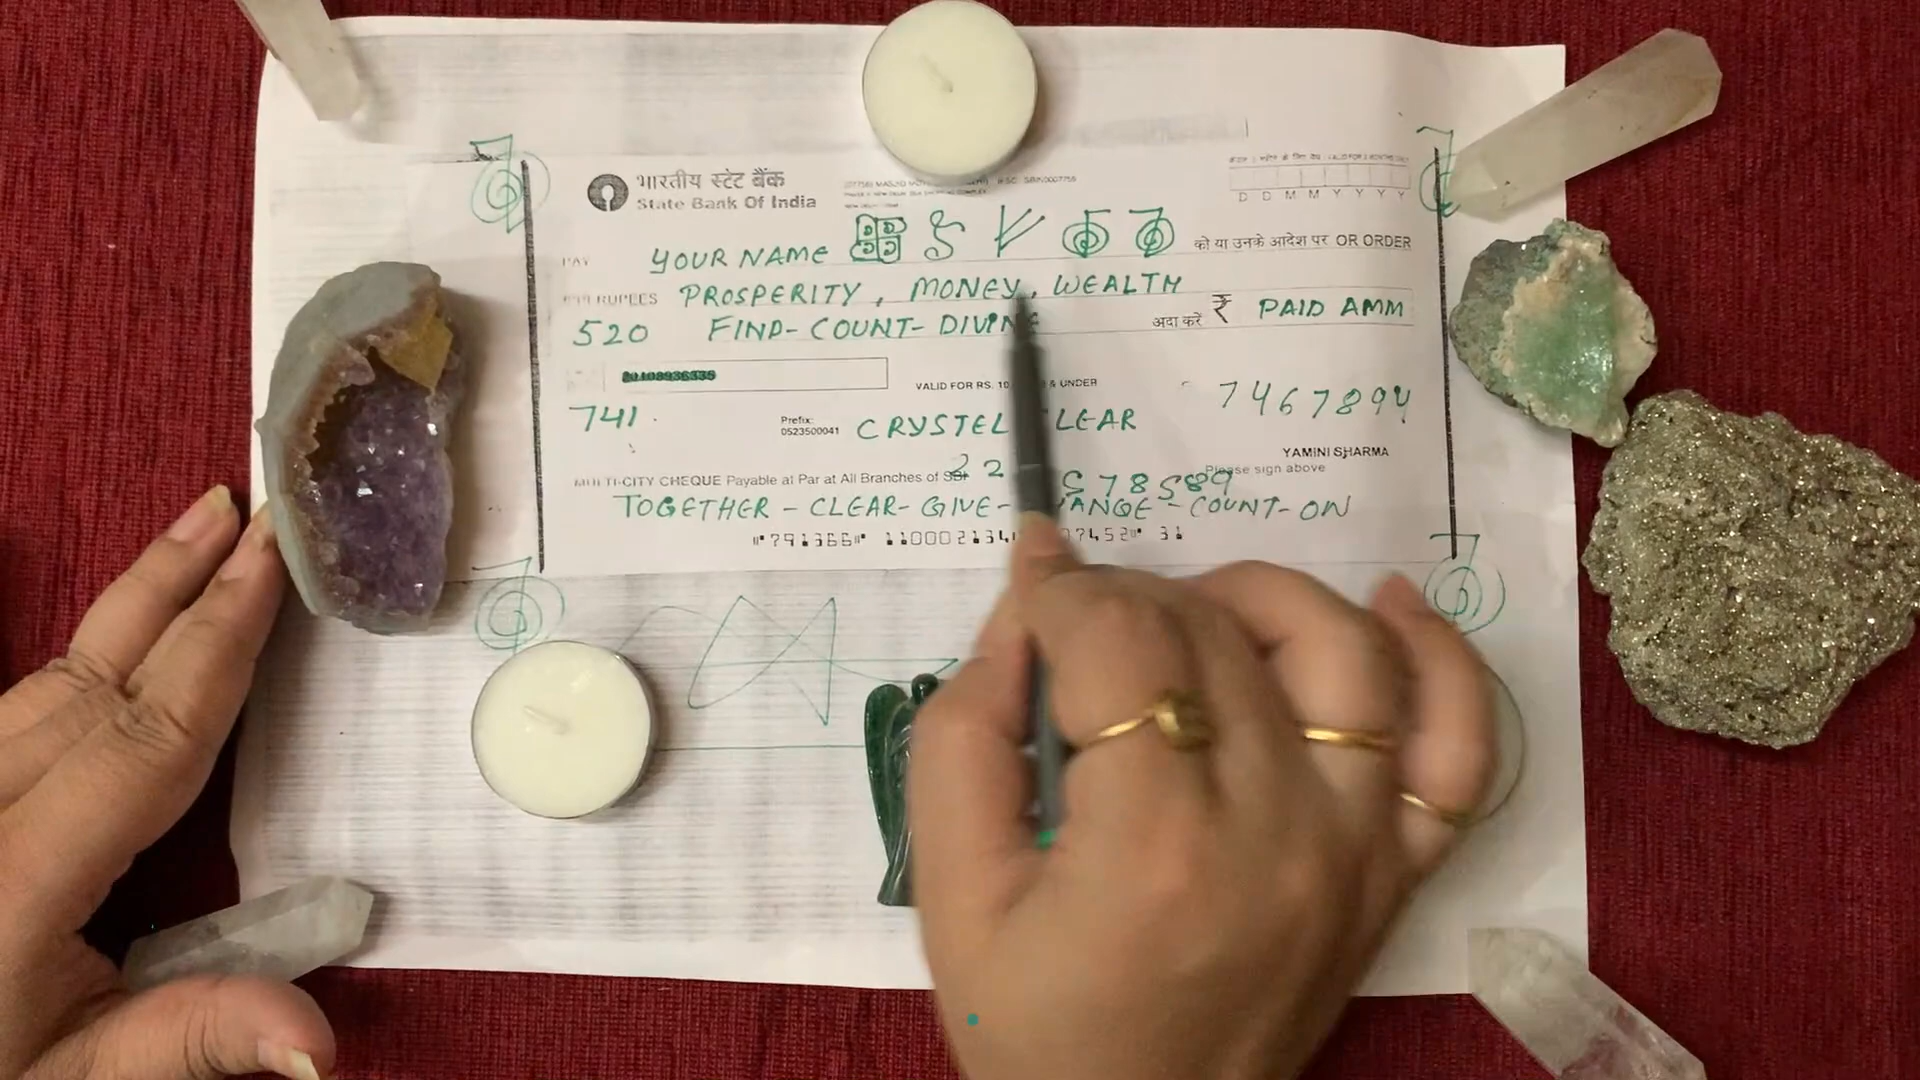 भारतीय स्टेट बैंक
State Bank Of India
D D M M Y Y Y Y
PAY YOUR NAME को या उनके आदेश पर OR ORDER
RUPEES PROSPERITY, MONEY, WEALTH
520 FIND-COUNT-DIVINE अदा करें ₹ PAID AMM
VALID FOR RS. 10 & UNDER
741
Prefix:
0523500041
CRYSTEL CLEAR
7467894
YAMINI SHARMA
MULTI-CITY CHEQUE Payable at Par at All Branches of SBI
Please sign above
TOGETHER - CLEAR - GIVE - COUNT - ON